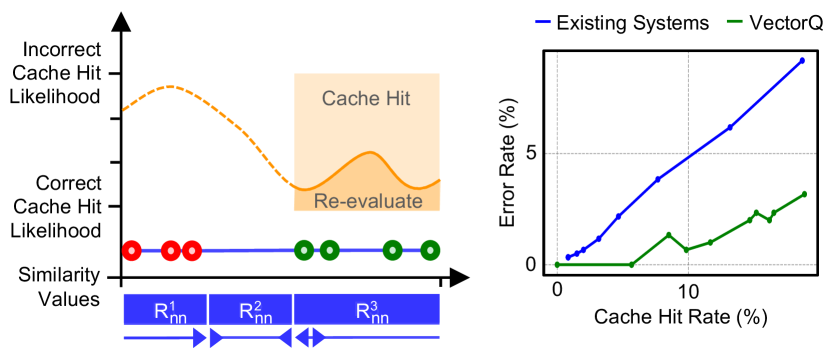 Incorrect
Cache Hit
Likelihood
Correct
Cache Hit
Likelihood
Similarity
Values
Cache Hit
Re-evaluate
R¹nn R²nn R³nn
Existing Systems VectorQ
Error Rate (%)
5
0
0 10
Cache Hit Rate (%)